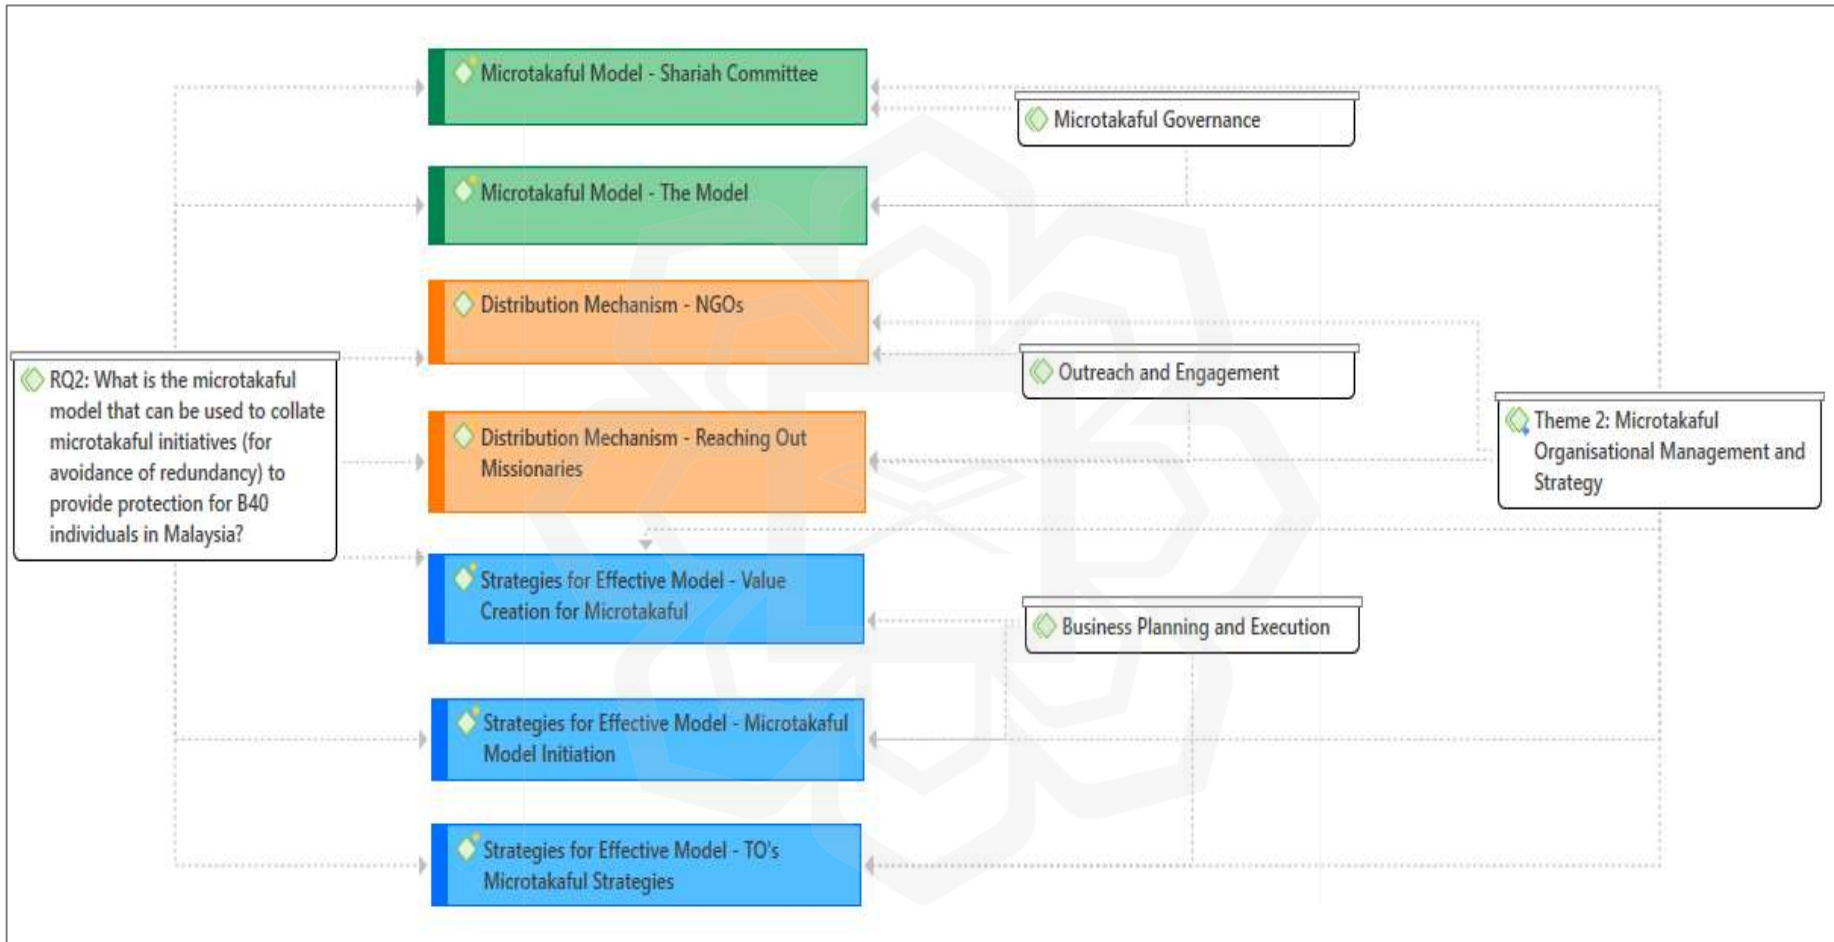 Microtakaful Model - Shariah Committee
Microtakaful Governance
Microtakaful Model - The Model
Distribution Mechanism - NGOs
RQ2: What is the microtakaful
model that can be used to collate
microtakaful initiatives (for
avoidance of redundancy) to
provide protection for B40
individuals in Malaysia?
Outreach and Engagement
Theme 2: Microtakaful
Organisational Management and
Strategy
Distribution Mechanism - Reaching Out
Missionaries
Strategies for Effective Model - Value
Creation for Microtakaful
Business Planning and Execution
Strategies for Effective Model - Microtakaful
Model Initiation
Strategies for Effective Model - TO's
Microtakaful Strategies